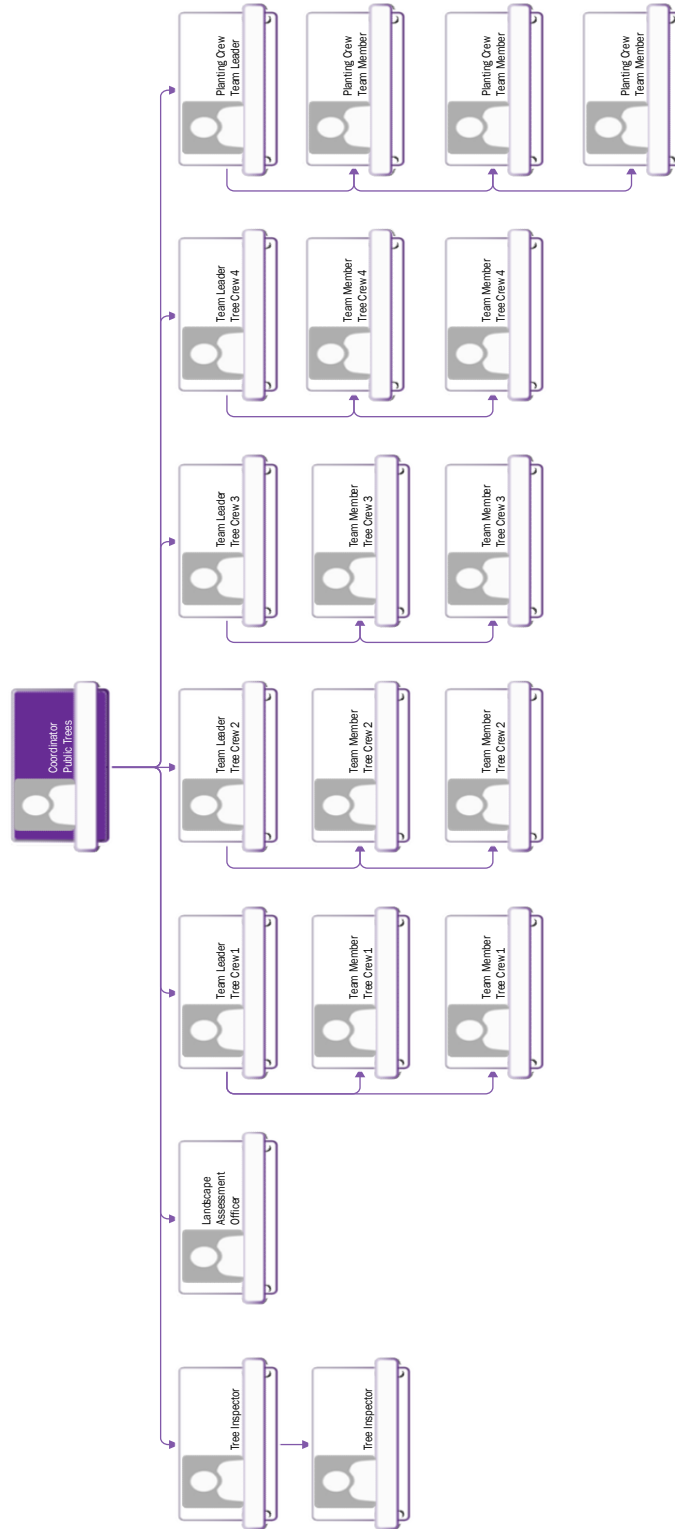 Coordinator
Public Trees
Tree Inspector
Landscape
Assessment
Officer
Team Leader
Tree Crew 1
Team Leader
Tree Crew 2
Team Leader
Tree Crew 3
Team Leader
Tree Crew 4
Planting Crew
Team Leader
Tree Inspector
Team Member
Tree Crew 1
Team Member
Tree Crew 2
Team Member
Tree Crew 3
Team Member
Tree Crew 4
Planting Crew
Team Member
Team Member
Tree Crew 1
Team Member
Tree Crew 2
Team Member
Tree Crew 3
Team Member
Tree Crew 4
Planting Crew
Team Member
Planting Crew
Team Member